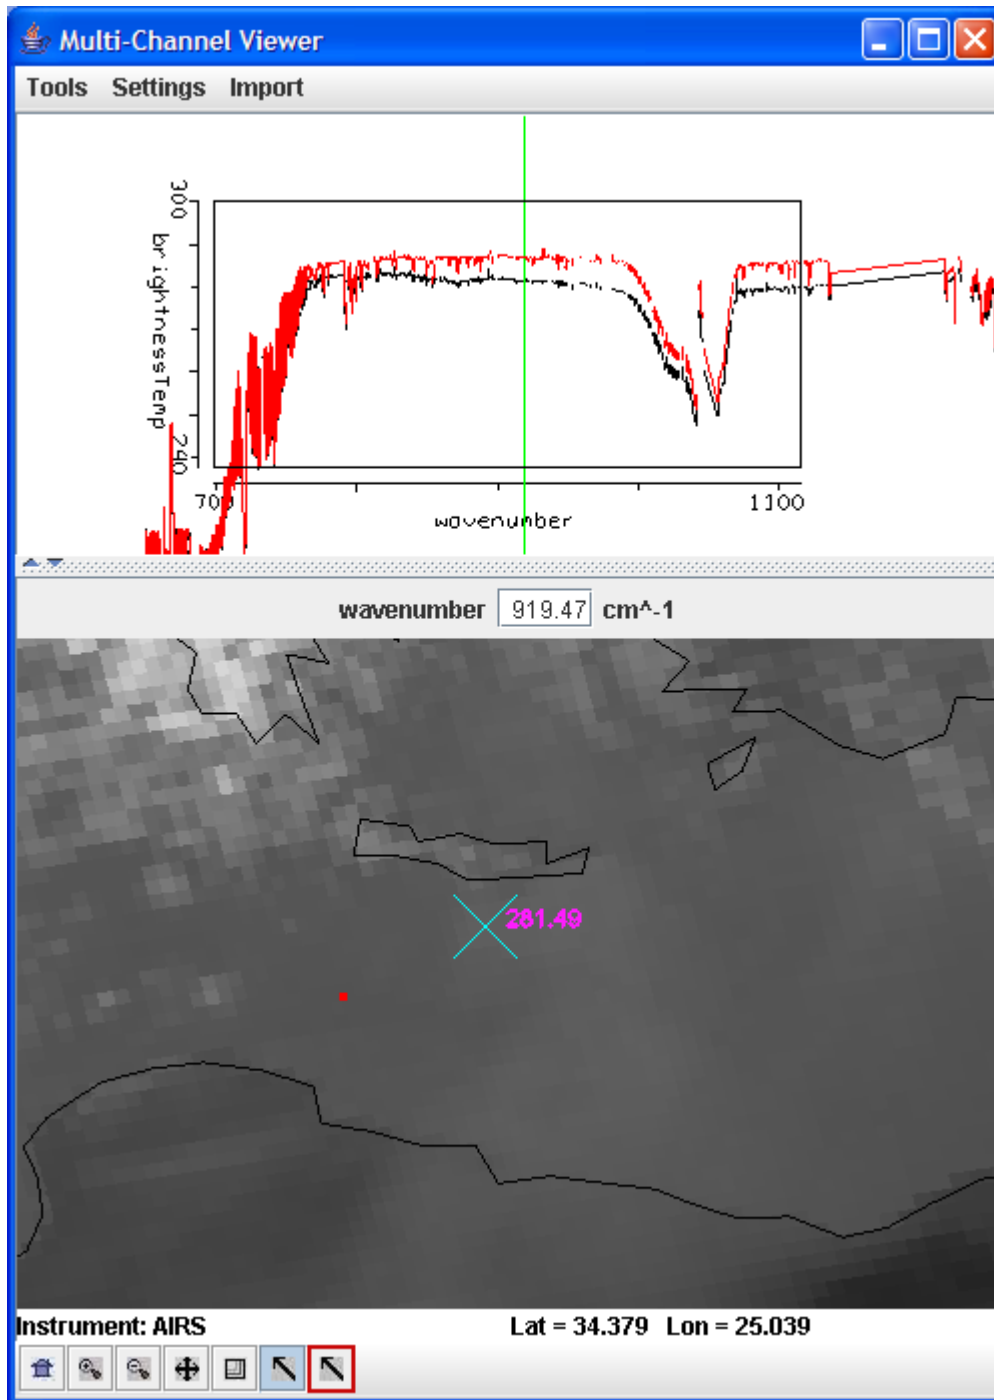 Multi-Channel Viewer
Tools Settings Import
300
brightnessTemp
240
700
1100
wavenumber
wavenumber 919.47 cm^-1
281.49
Instrument: AIRS Lat = 34.379 Lon = 25.039